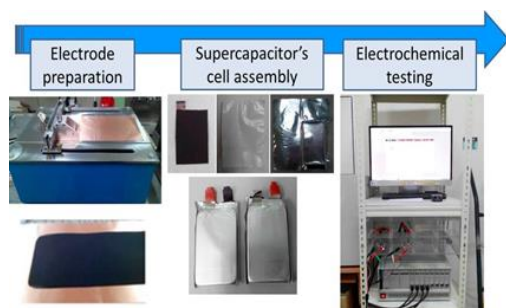 Electrode
preparation
Supercapacitor's
cell assembly
Electrochemical
testing